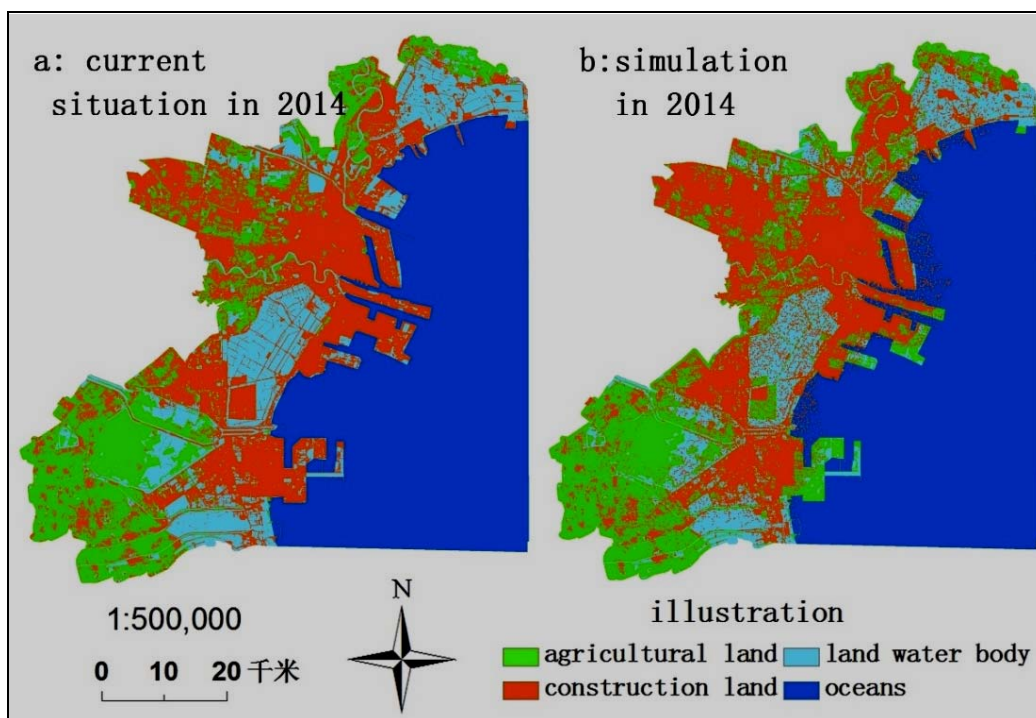 a: current
situation in 2014
b:simulation
in 2014
N
1:500,000
0 10 20 千米
illustration
agricultural land
land water body
construction land
oceans